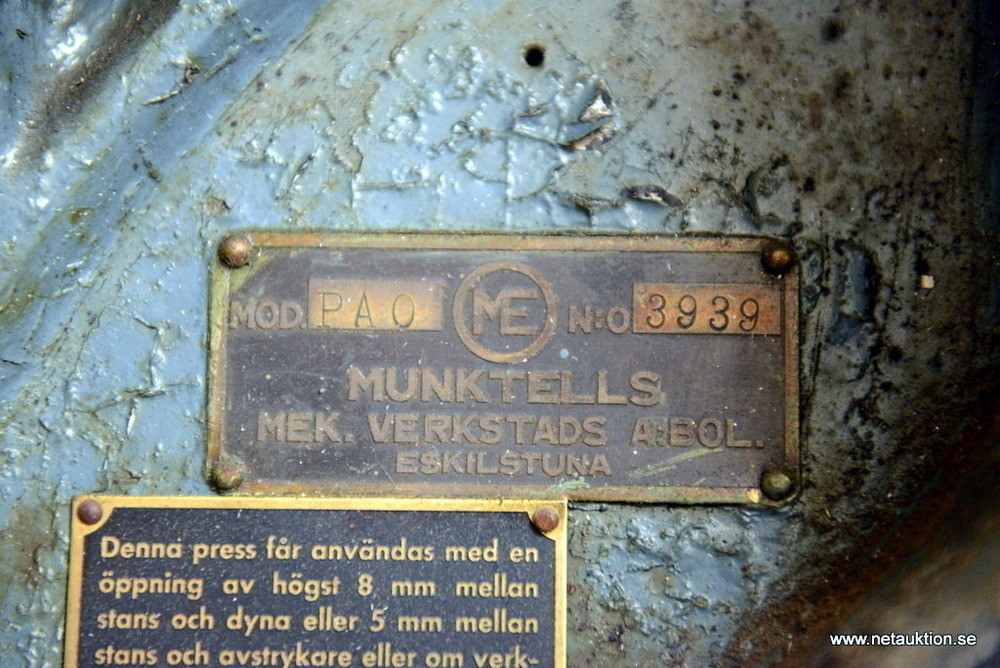 MOD. PAO ME N:O 3939
MUNKTELLS
MEK. VERKSTADS A:BOL.
ESKILSTUNA
Denna press får användas med en
öppning av högst 8 mm mellan
stans och dyna eller 5 mm mellan
stans och avstrykare eller om verk-
www.netauktion.se